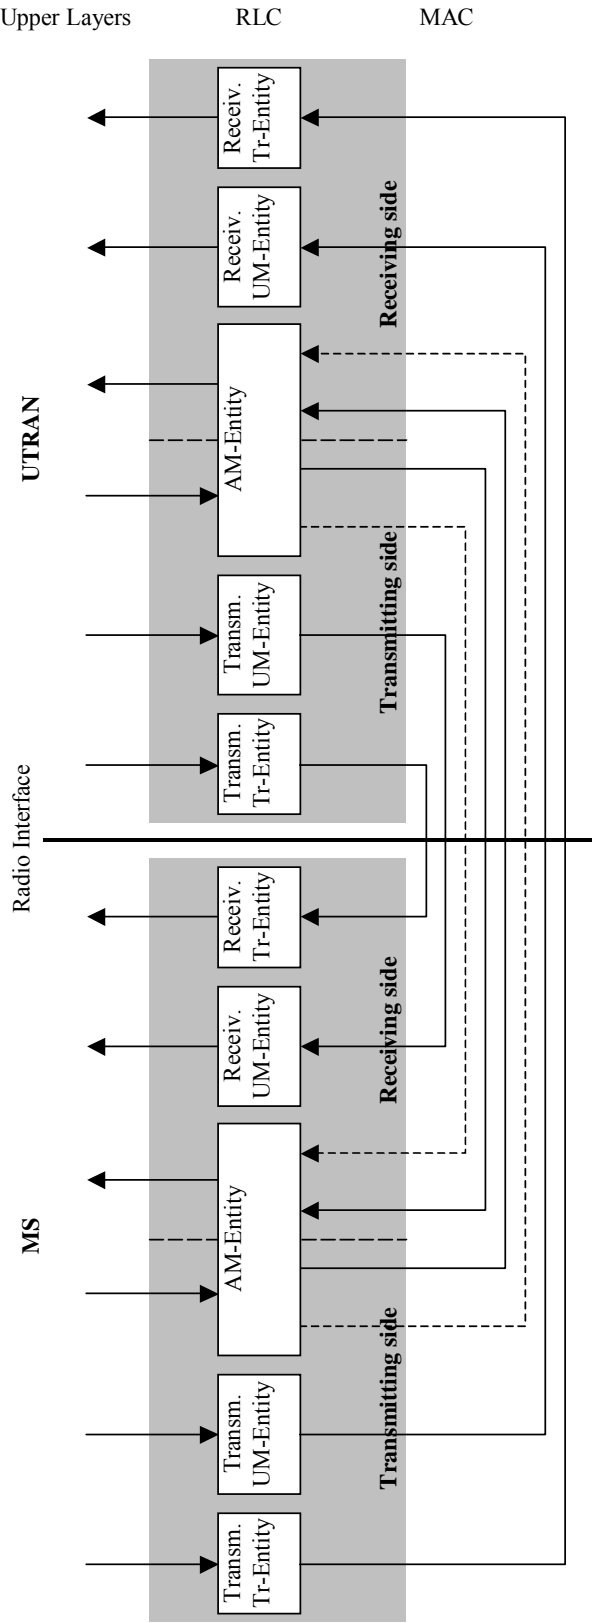 Upper Layers RLC MAC
Receiv.
Tr-Entity
Receiv.
UM-Entity
Receiving side
UTRAN
AM-Entity
Transmitting side
Transm.
UM-Entity
Transm.
Tr-Entity
Radio Interface
Receiv.
Tr-Entity
Receiv.
UM-Entity
Receiving side
MS
AM-Entity
Transmitting side
Transm.
UM-Entity
Transm.
Tr-Entity